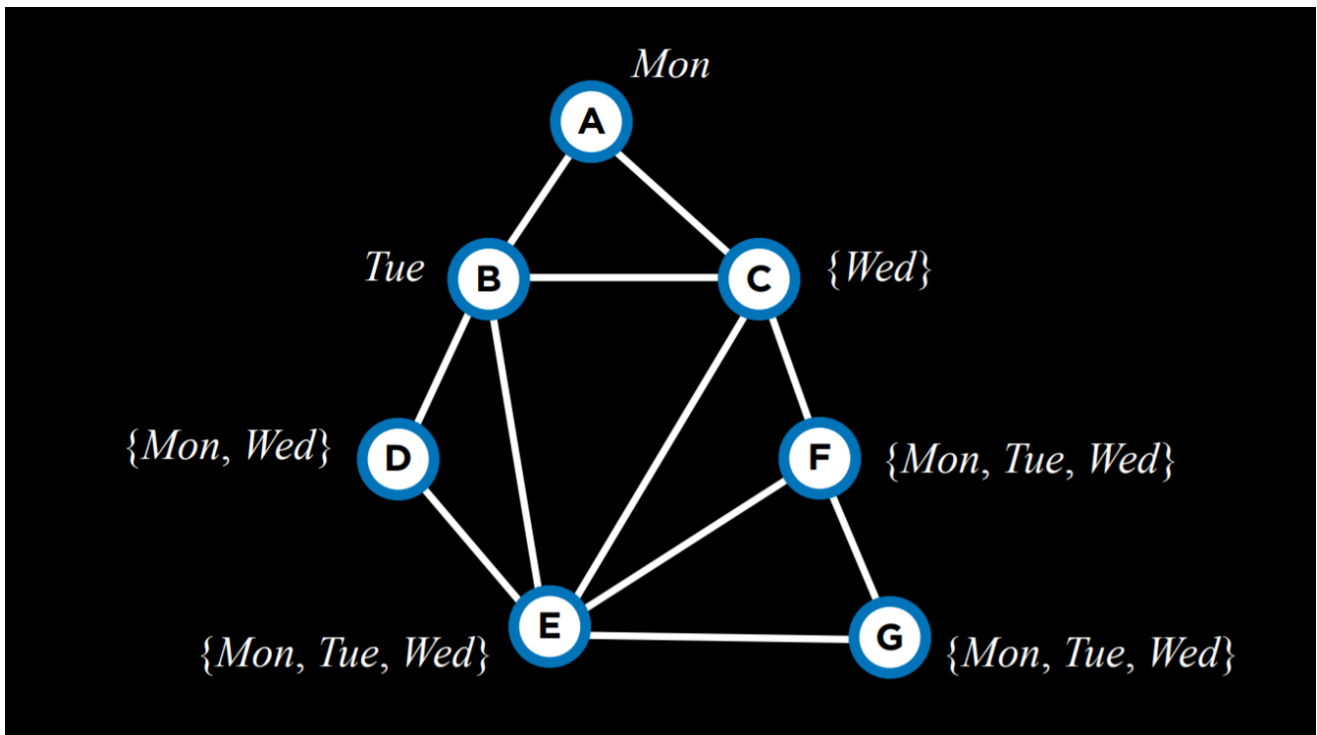 Mon
A
Tue
B
C
{Wed}
{Mon, Wed}
D
F
{Mon, Tue, Wed}
{Mon, Tue, Wed}
E
G
{Mon, Tue, Wed}